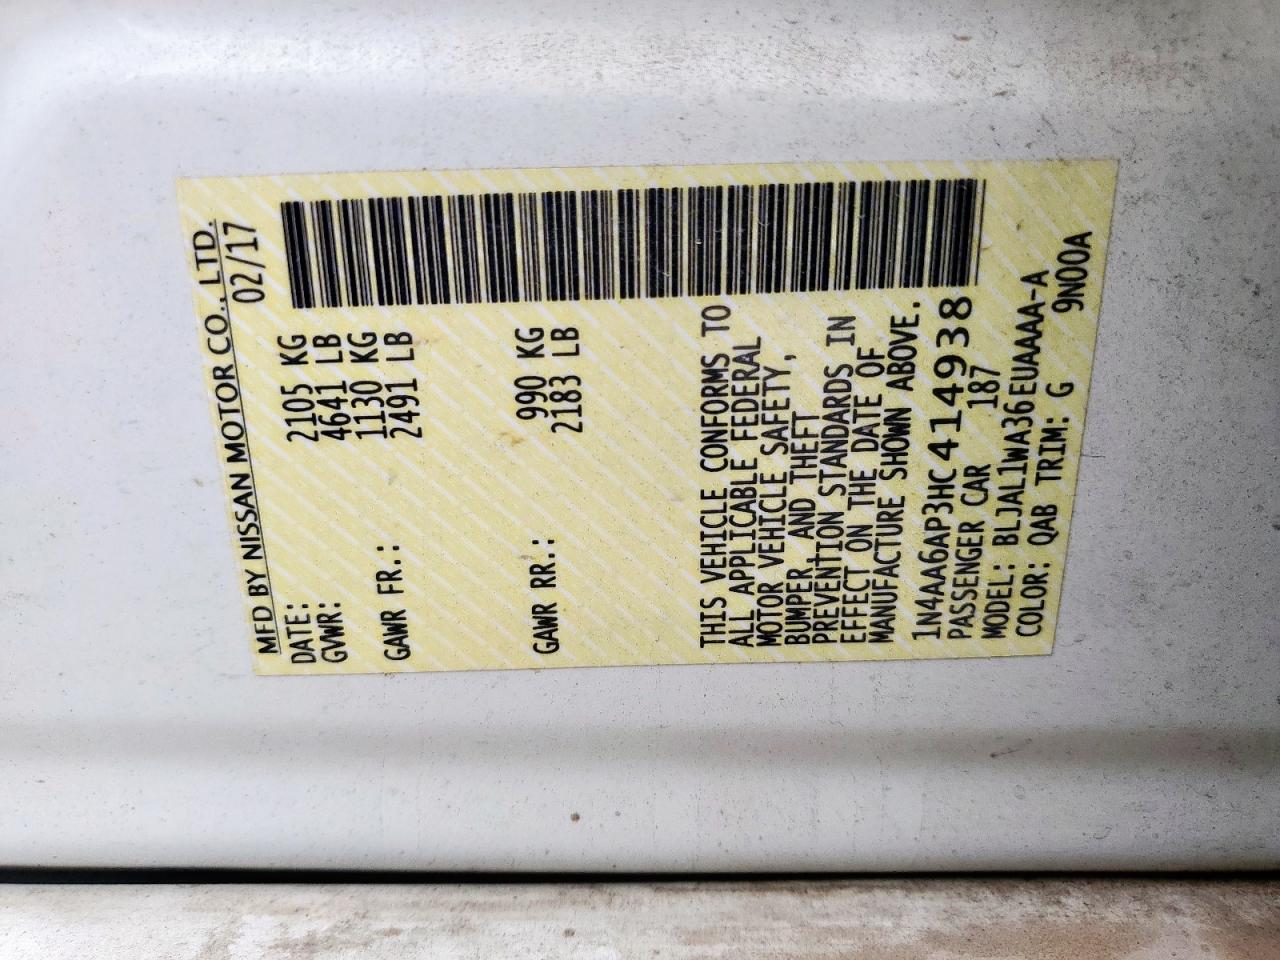 MFD BY NISSAN MOTOR CO., LTD.
DATE: 02/17
GVWR: 2105 KG
4641 LB
GAWR FR.: 1130 KG
2491 LB
GAWR RR.: 990 KG
2183 LB
THIS VEHICLE CONFORMS TO
ALL APPLICABLE FEDERAL
MOTOR VEHICLE SAFETY,
BUMPER, AND THEFT
PREVENTION STANDARDS IN
EFFECT ON THE DATE OF
MANUFACTURE SHOWN ABOVE.
1N4AA6AP3HC414938
PASSENGER CAR 187
MODEL: BLJAL1WA36EUAAAA-A
COLOR: QAB TRIM: G 9N00A